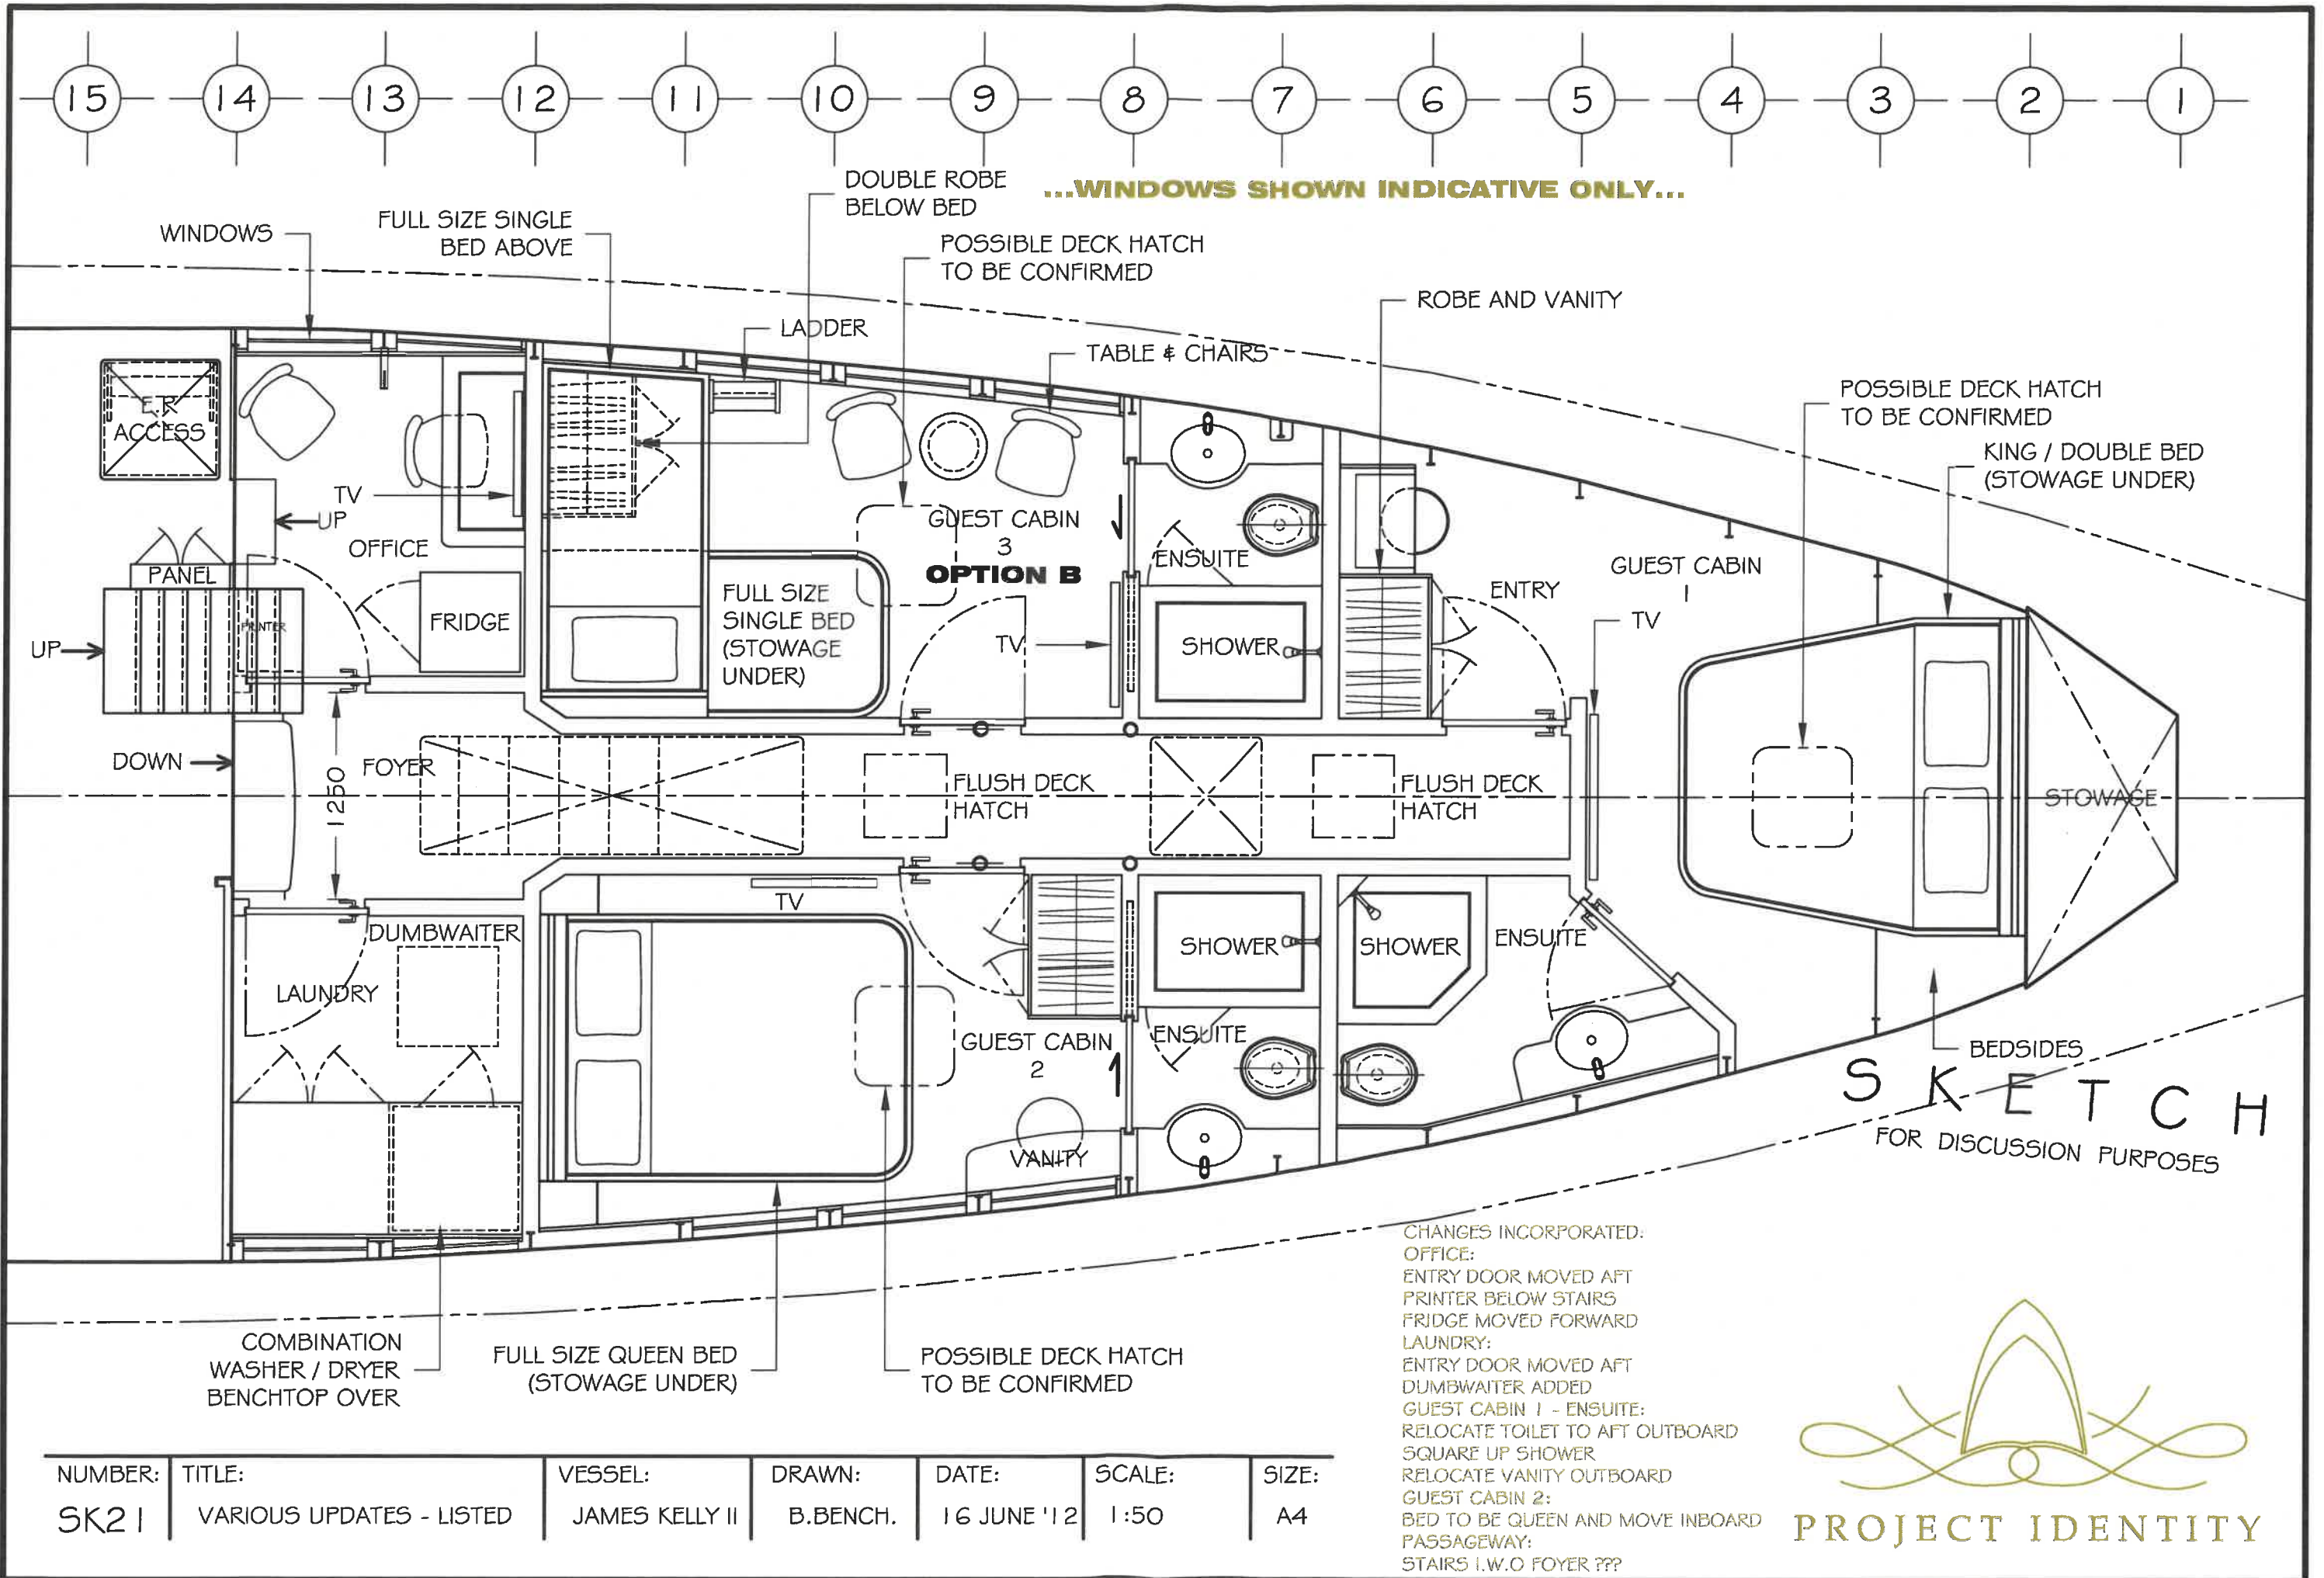 15 14 13 12 11 10 9 8 7 6 5 4 3 2 1
...WINDOWS SHOWN INDICATIVE ONLY...
DOUBLE ROBE
BELOW BED
WINDOWS
FULL SIZE SINGLE
BED ABOVE
POSSIBLE DECK HATCH
TO BE CONFIRMED
LADDER
TABLE & CHAIRS
ROBE AND VANITY
POSSIBLE DECK HATCH
TO BE CONFIRMED
KING / DOUBLE BED
(STOWAGE UNDER)
E.R
ACCESS
TV
UP
OFFICE
PANEL
PRINTER
FRIDGE
UP
FULL SIZE
SINGLE BED
(STOWAGE
UNDER)
GUEST CABIN
3
OPTION B
TV
ENSUITE
SHOWER
ENTRY
GUEST CABIN
1
TV
DOWN
FOYER
1250
FLUSH DECK
HATCH
FLUSH DECK
HATCH
STOWAGE
TV
DUMBWAITER
LAUNDRY
SHOWER
SHOWER
ENSUITE
GUEST CABIN
2
ENSUITE
VANITY
BEDSIDES
SKETCH
FOR DISCUSSION PURPOSES
COMBINATION
WASHER / DRYER
BENCHTOP OVER
FULL SIZE QUEEN BED
(STOWAGE UNDER)
POSSIBLE DECK HATCH
TO BE CONFIRMED
CHANGES INCORPORATED:
OFFICE:
ENTRY DOOR MOVED AFT
PRINTER BELOW STAIRS
FRIDGE MOVED FORWARD
LAUNDRY:
ENTRY DOOR MOVED AFT
DUMBWAITER ADDED
GUEST CABIN 1 - ENSUITE:
RELOCATE TOILET TO AFT OUTBOARD
SQUARE UP SHOWER
RELOCATE VANITY OUTBOARD
GUEST CABIN 2:
BED TO BE QUEEN AND MOVE INBOARD
PASSAGEWAY:
STAIRS I.W.O FOYER ???
PROJECT IDENTITY
NUMBER: TITLE: VESSEL: DRAWN: DATE: SCALE: SIZE:
SK21 VARIOUS UPDATES - LISTED JAMES KELLY II B.BENCH. 16 JUNE '12 1:50 A4